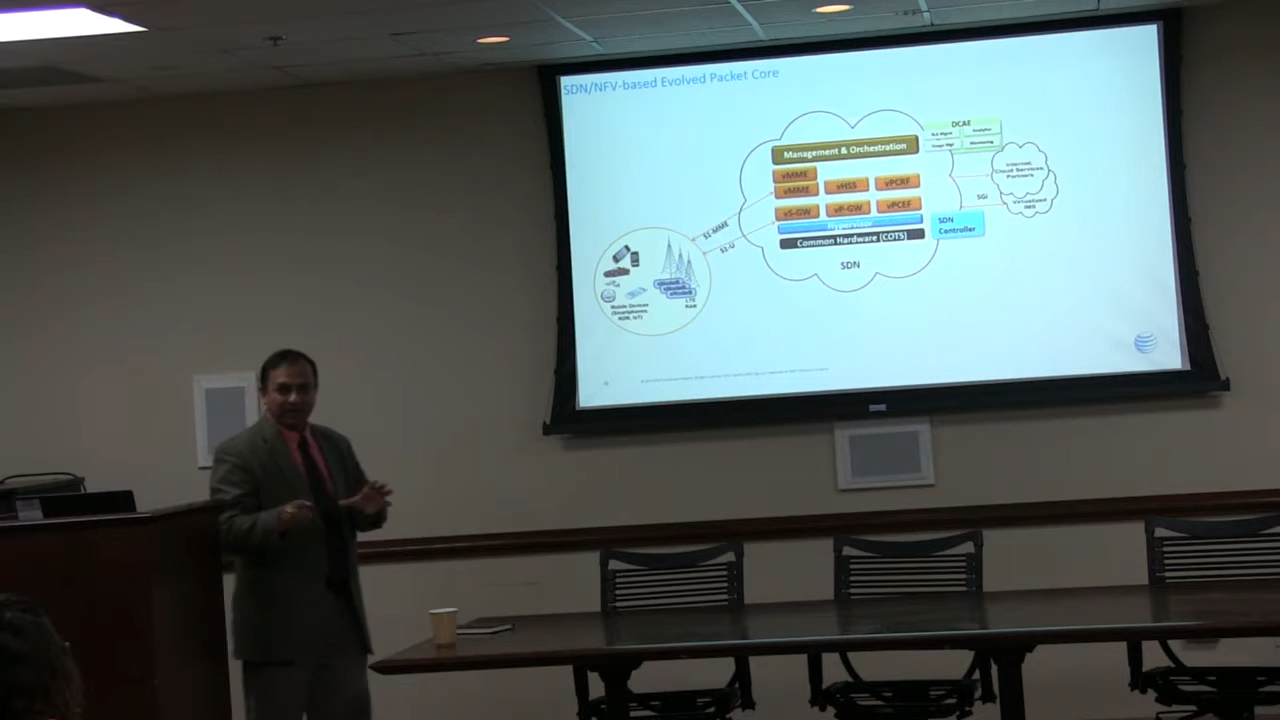 SDN/NFV-based Evolved Packet Core
DCAE
Analytics
Monitoring
Management & Orchestration
vMME
vMME
vHSS
vPCRF
vS-GW
vP-GW
vPCEF
Hypervisor
Common Hardware (COTS)
SDN
SDN
Controller
Internet,
Cloud Services,
Partners
SGi
Virtualized
IMS
S1-MME
S1-U
Mobile Devices
(Smartphones,
M2M, IoT)
LTE
RAN